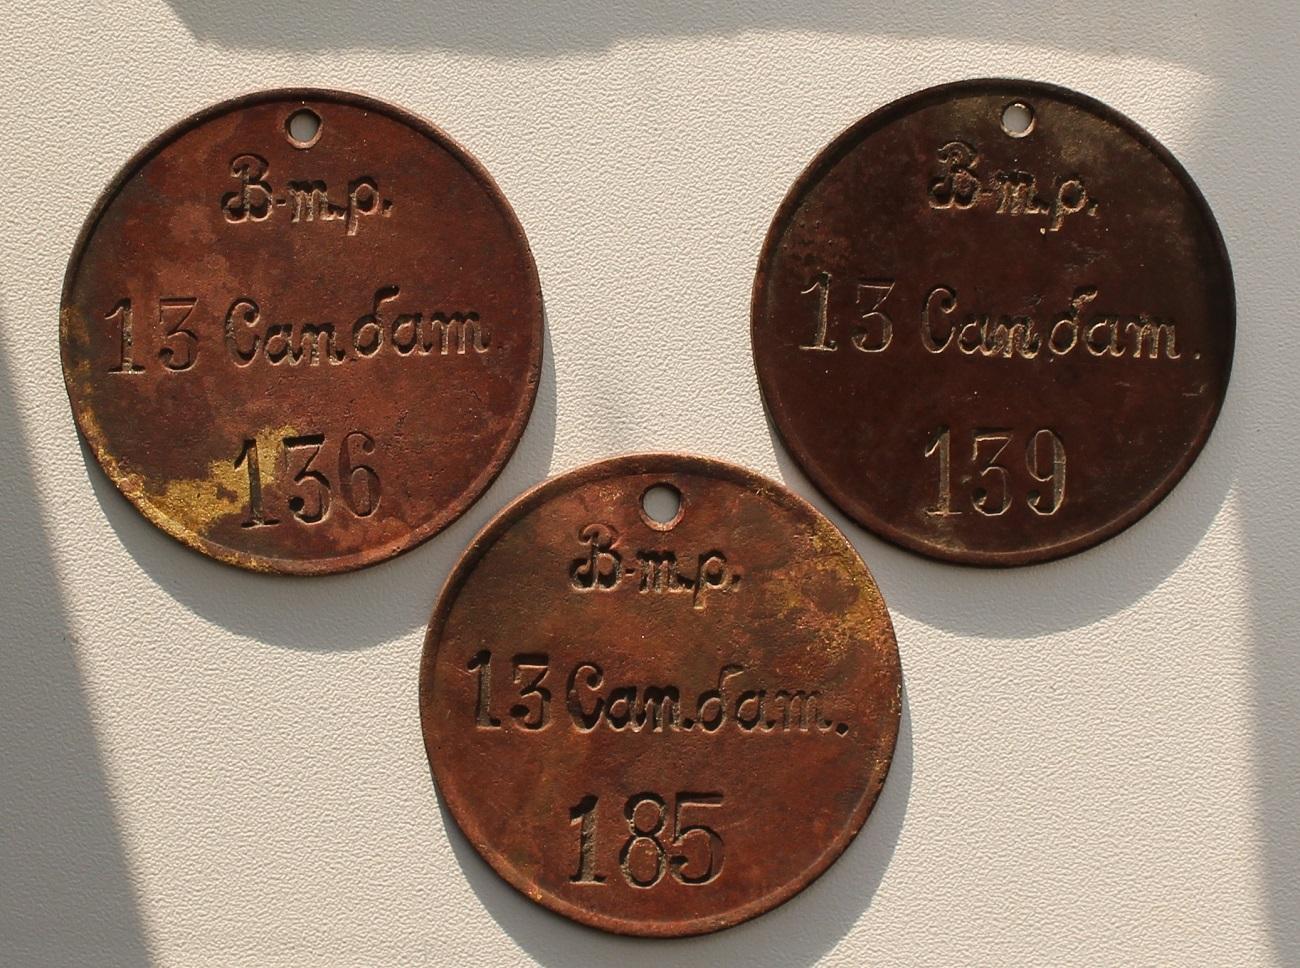 В-т.р.
13 Сап.бат
136
В-т.р.
13 Сап бат.
139
В-т.р.
13 Сап.бат.
185